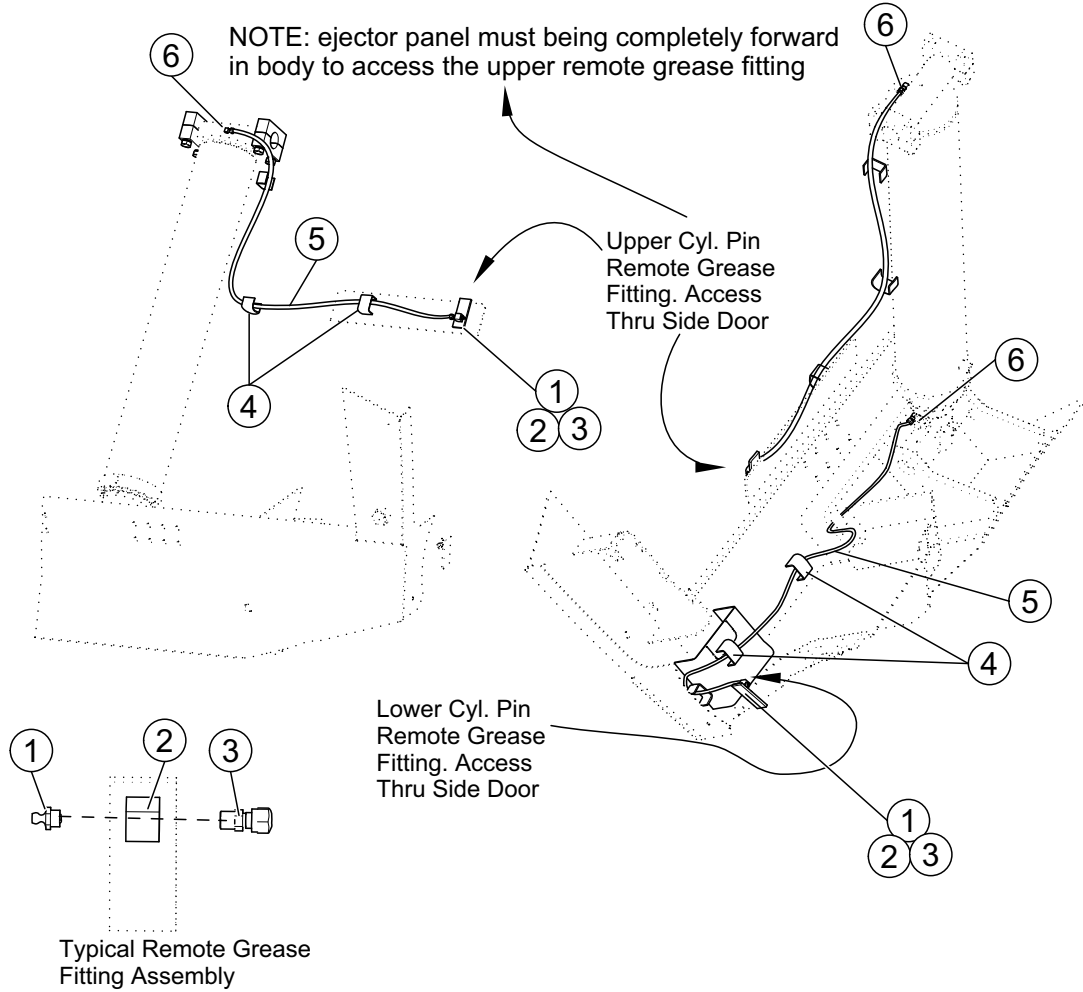 NOTE: ejector panel must being completely forward
in body to access the upper remote grease fitting
6
6
5
Upper Cyl. Pin
Remote Grease
Fitting. Access
Thru Side Door
4
1
2 3
6
5
4
Lower Cyl. Pin
Remote Grease
Fitting. Access
Thru Side Door
1
2 3
1
2
3
Typical Remote Grease
Fitting Assembly